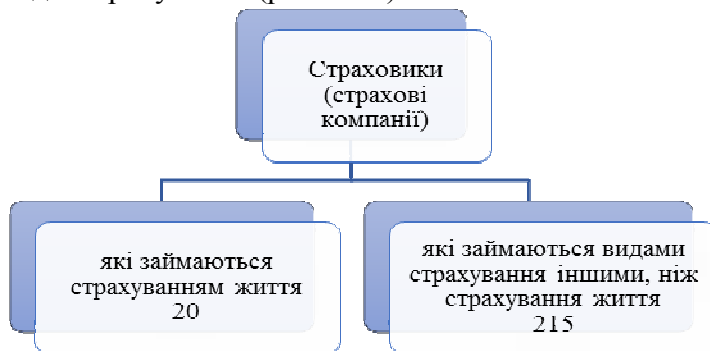 Страховики
(страхові
компанії)
які займаються
страхуванням життя
20
які займаються видами
страхування іншими, ніж
страхування життя
215